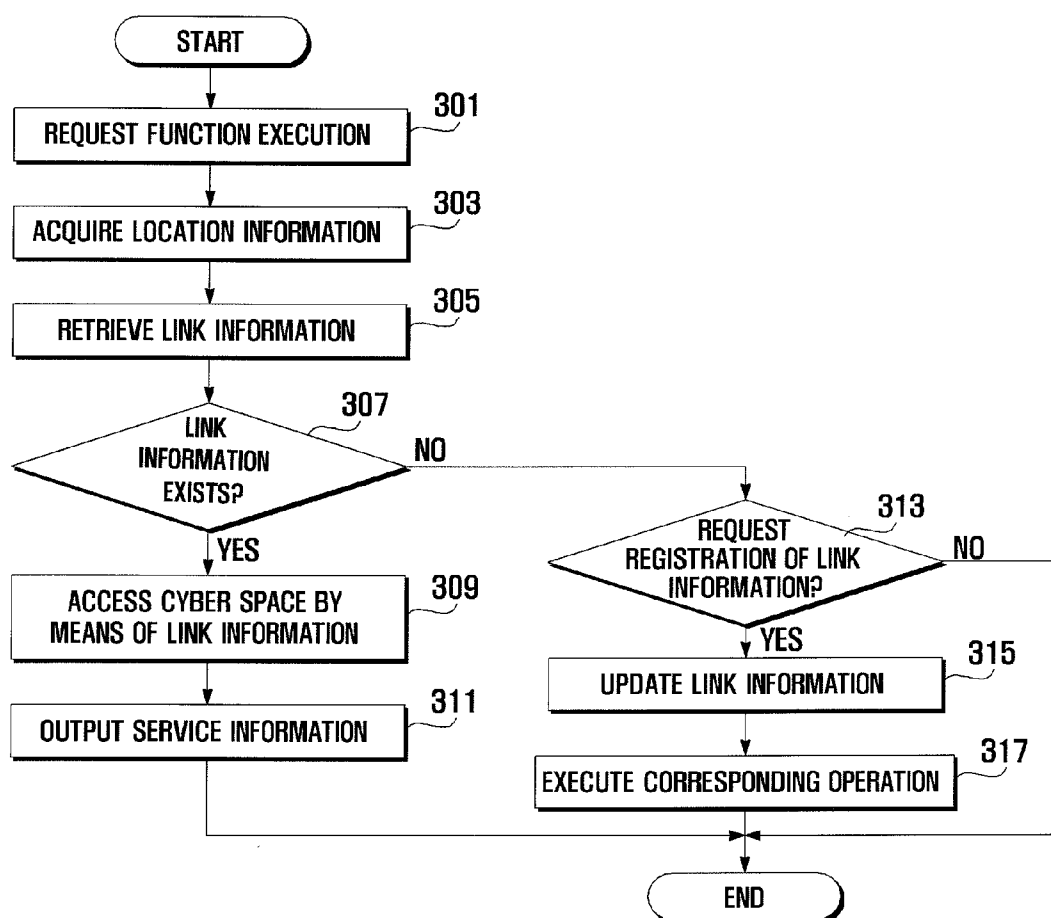 START
301
REQUEST FUNCTION EXECUTION
303
ACQUIRE LOCATION INFORMATION
305
RETRIEVE LINK INFORMATION
307
LINK
INFORMATION
EXISTS?
NO
YES
309
ACCESS CYBER SPACE BY
MEANS OF LINK INFORMATION
311
OUTPUT SERVICE INFORMATION
313
REQUEST
REGISTRATION OF LINK
INFORMATION?
NO
YES
315
UPDATE LINK INFORMATION
317
EXECUTE CORRESPONDING OPERATION
END